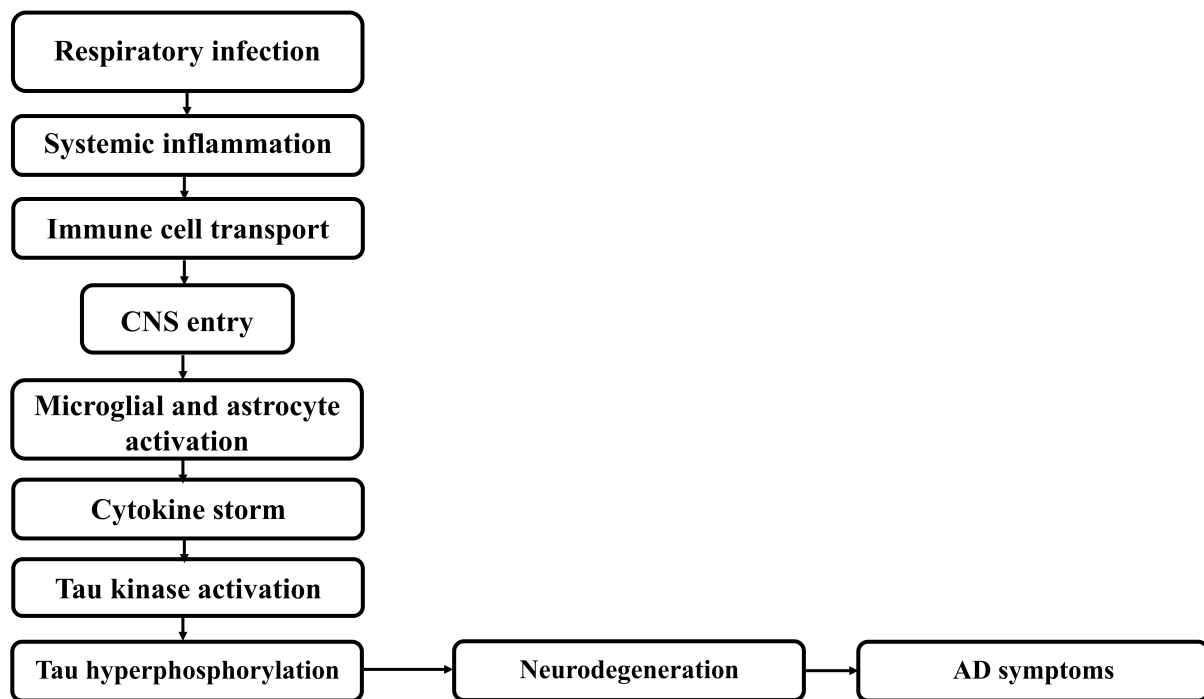 Respiratory infection
Systemic inflammation
Immune cell transport
CNS entry
Microglial and astrocyte
activation
Cytokine storm
Tau kinase activation
Tau hyperphosphorylation
Neurodegeneration
AD symptoms